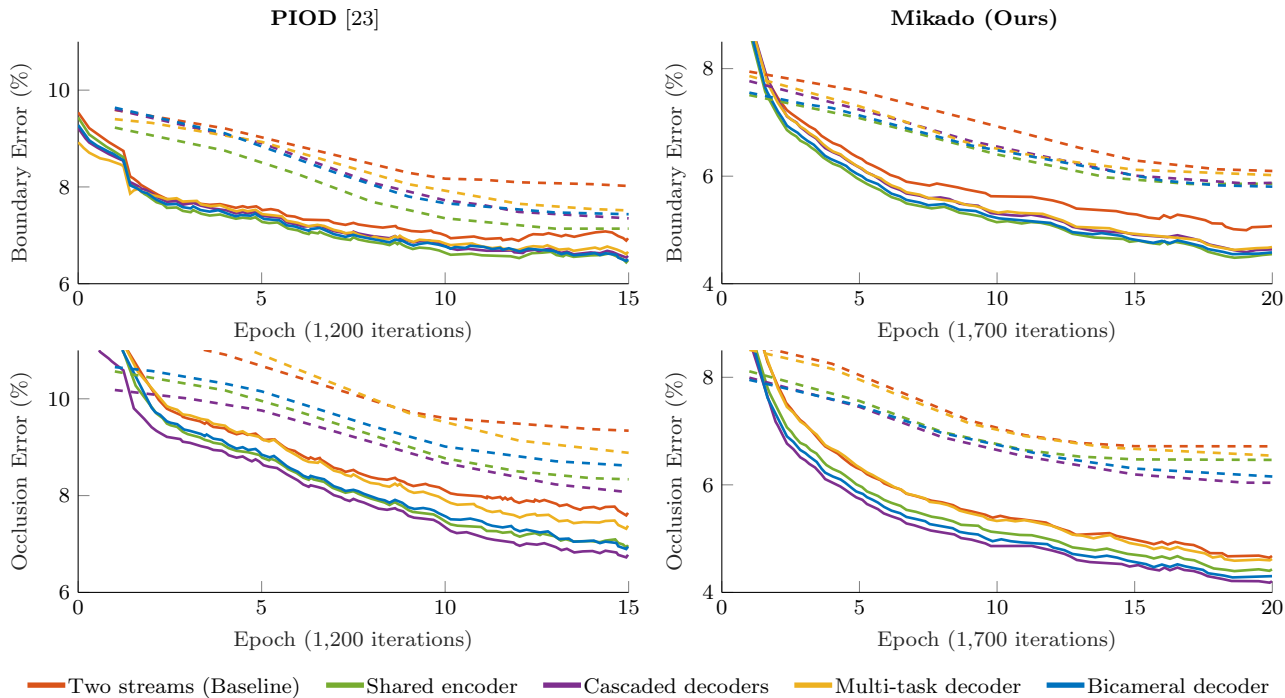 PIOD [23]
Mikado (Ours)
Boundary Error (%)
10
8
6
0
5
10
15
Epoch (1,200 iterations)
Boundary Error (%)
8
6
4
0
5
10
15
20
Epoch (1,700 iterations)
Occlusion Error (%)
10
8
6
0
5
10
15
Epoch (1,200 iterations)
Occlusion Error (%)
8
6
4
0
5
10
15
20
Epoch (1,700 iterations)
Two streams (Baseline) Shared encoder Cascaded decoders Multi-task decoder Bicameral decoder